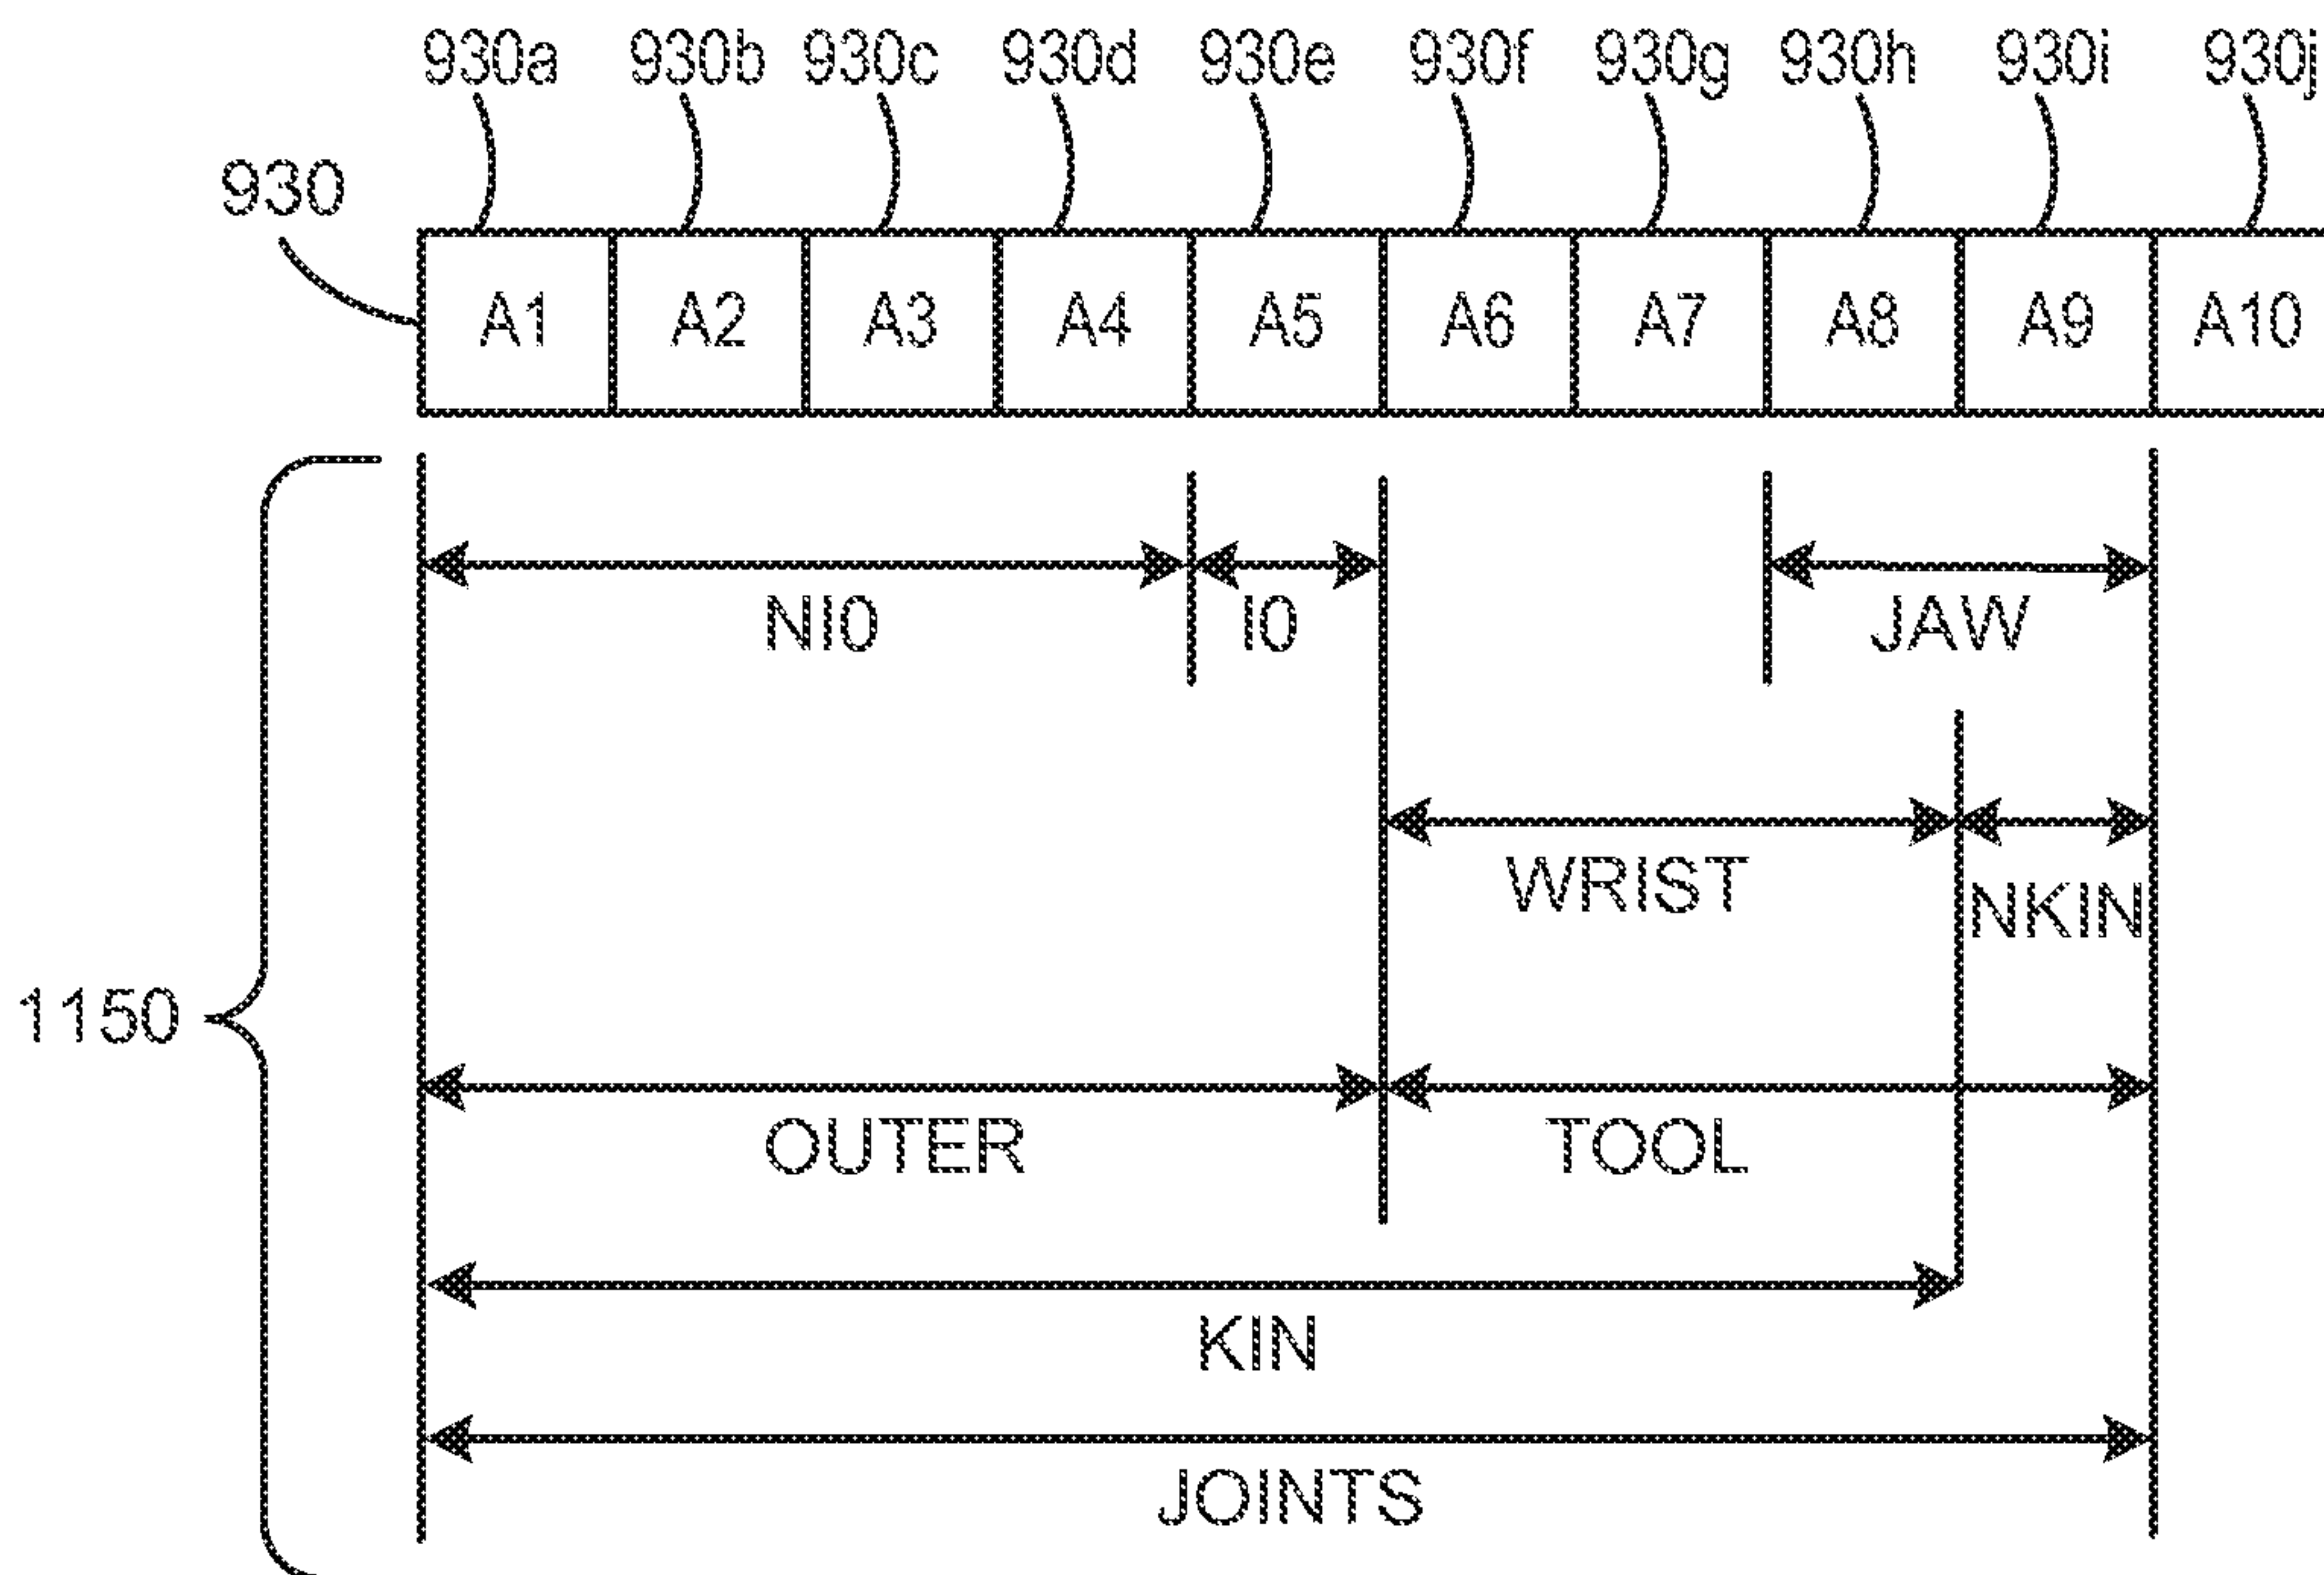 930a 930b 930c 930d 930e 930f 930g 930h 930i 930j
930
A1 A2 A3 A4 A5 A6 A7 A8 A9 A10
NI0 I0 JAW
WRIST
NKIN
1150
OUTER TOOL
KIN
JOINTS